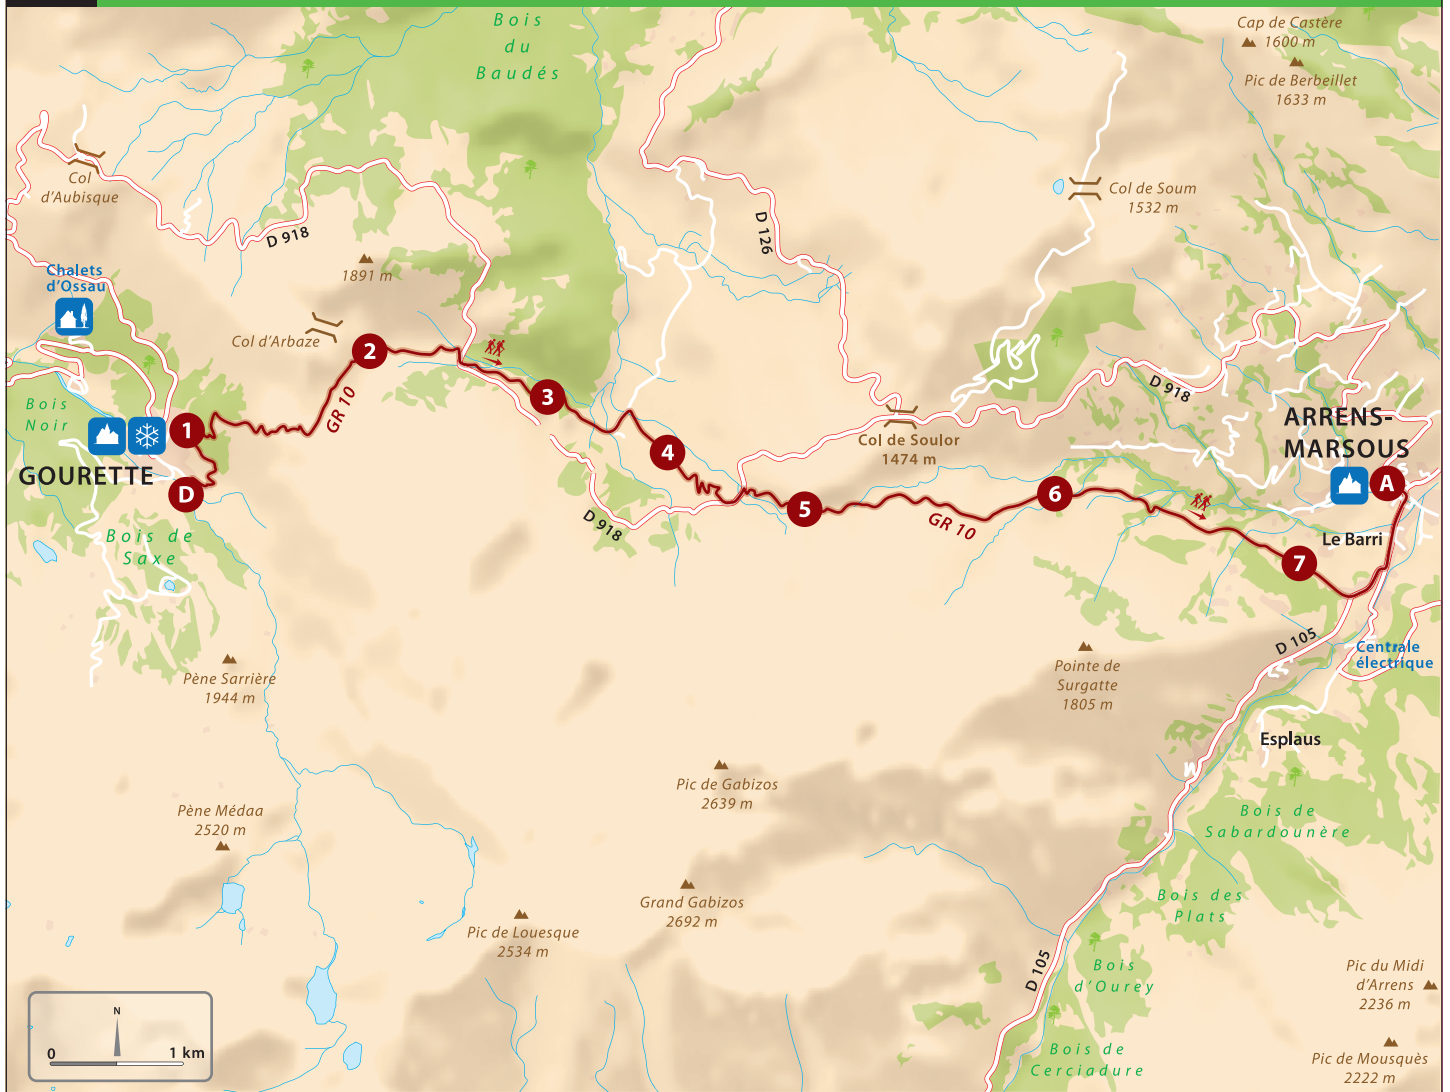 Bois
du
Baudés
Cap de Castère
1600 m
Pic de Berbeillet
1633 m
Col
d'Aubisque
Col de Soum
1532 m
D 126
D 918
1891 m
Chalets
d'Ossau
Col d'Arbaze
2
GR 10
3
Bois
Noir
1
GOURETTE
D
4
Col de Soulor
1474 m
D 918
ARRENS-
MARSOUS
A
5
GR 10
6
D 918
Le Barri
7
Bois de
Saxe
D 105
Centrale
électrique
Pène Sarrière
1944 m
Pointe de
Surgatte
1805 m
Esplaus
Pic de Gabizos
2639 m
Pène Médaa
2520 m
Bois de
Sabardounère
Grand Gabizos
2692 m
Bois des
Plats
Pic de Louesque
2534 m
D 105
Bois
d'Ourey
Pic du Midi
d'Arrens
2236 m
N
0
1 km
Bois de
Cerciadure
Pic de Mousquès
2222 m